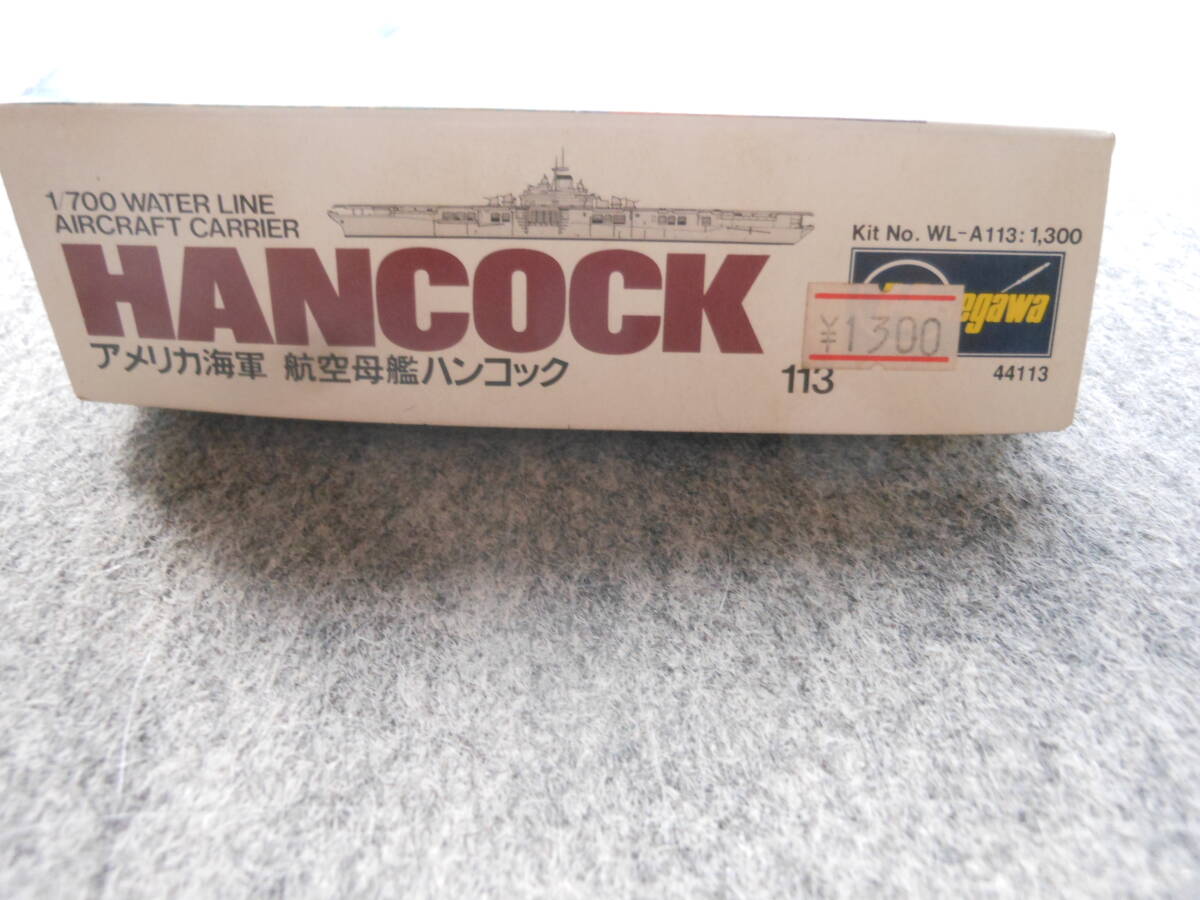 1/700 WATER LINE
AIRCRAFT CARRIER
HANCOCK
アメリカ海軍 航空母艦ハンコック
Kit No. WL-A113: 1,300
egawa
¥1300
113
44113